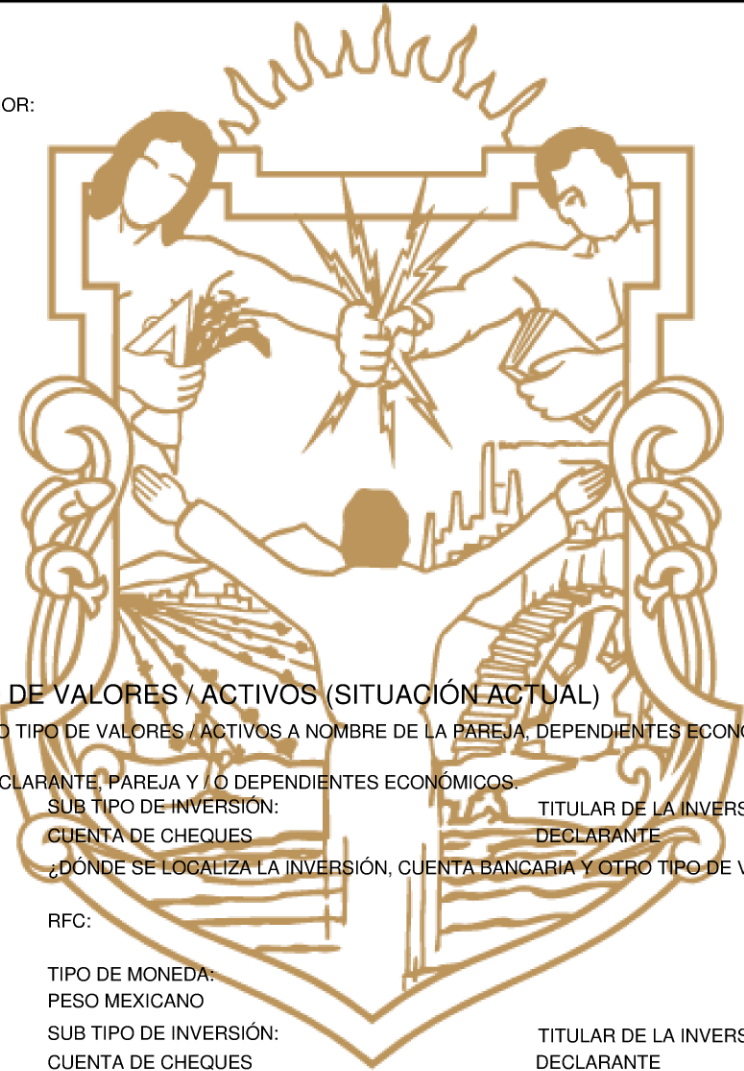 OR:
DE VALORES / ACTIVOS (SITUACIÓN ACTUAL)
O TIPO DE VALORES / ACTIVOS A NOMBRE DE LA PAREJA, DEPENDIENTES ECONÓ
CLARANTE, PAREJA Y / O DEPENDIENTES ECONÓMICOS.
SUB TIPO DE INVERSIÓN: TITULAR DE LA INVERS
CUENTA DE CHEQUES DECLARANTE
¿DÓNDE SE LOCALIZA LA INVERSIÓN, CUENTA BANCARIA Y OTRO TIPO DE V
RFC:
TIPO DE MONEDA:
PESO MEXICANO
SUB TIPO DE INVERSIÓN: TITULAR DE LA INVERS
CUENTA DE CHEQUES DECLARANTE